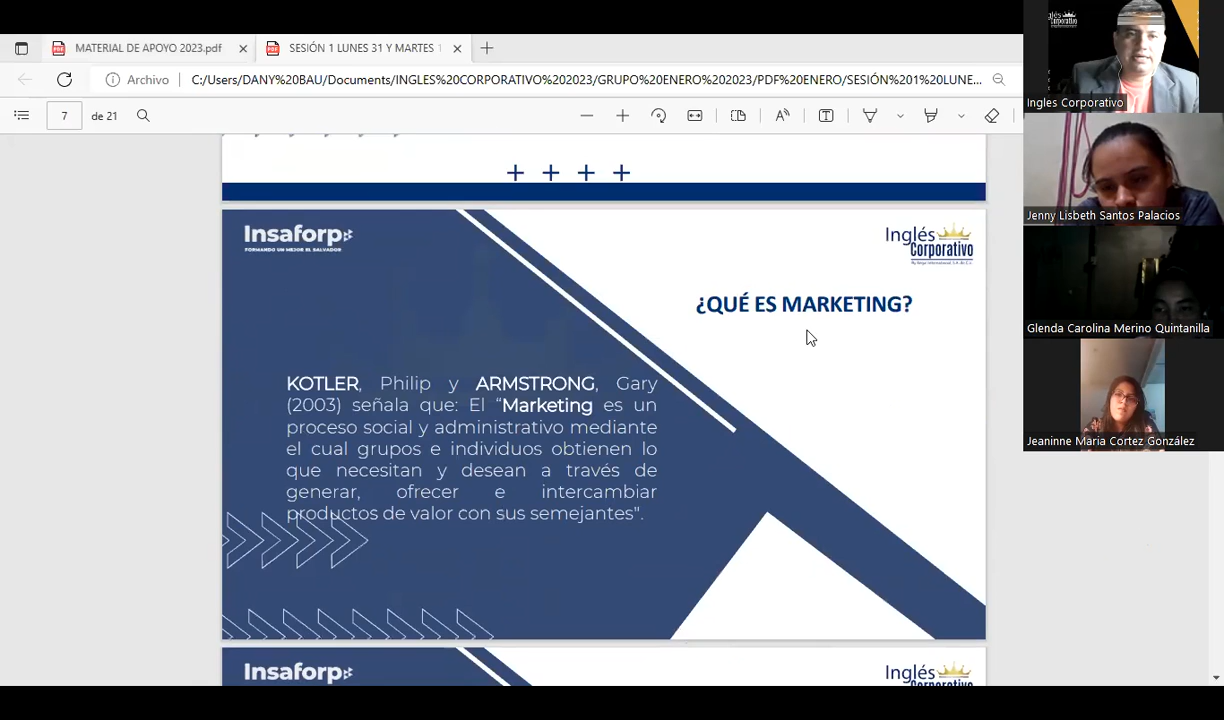 MATERIAL DE APOYO 2023.pdf
SESIÓN 1 LUNES 31 Y MARTES 1
Archivo
C:/Users/DANY%20BAU/Documents/INGLES%20CORPORATIVO%202023/GRUPO%20ENERO%202023/PDF%20ENERO/SESIÓN%201%20LUNE...
7 de 21
+ + + +
Insaforp
FORMANDO UN MEJOR EL SALVADOR
Inglés
Corporativo
¿QUÉ ES MARKETING?
KOTLER, Philip y ARMSTRONG, Gary
(2003) señala que: El “Marketing es un
proceso social y administrativo mediante
el cual grupos e individuos obtienen lo
que necesitan y desean a través de
generar, ofrecer e intercambiar
productos de valor con sus semejantes".
Insaforp
Inglés
Corporativo
Ingles Corporativo
Jenny Lisbeth Santos Palacios
Glenda Carolina Merino Quintanilla
Jeaninne Maria Cortez González